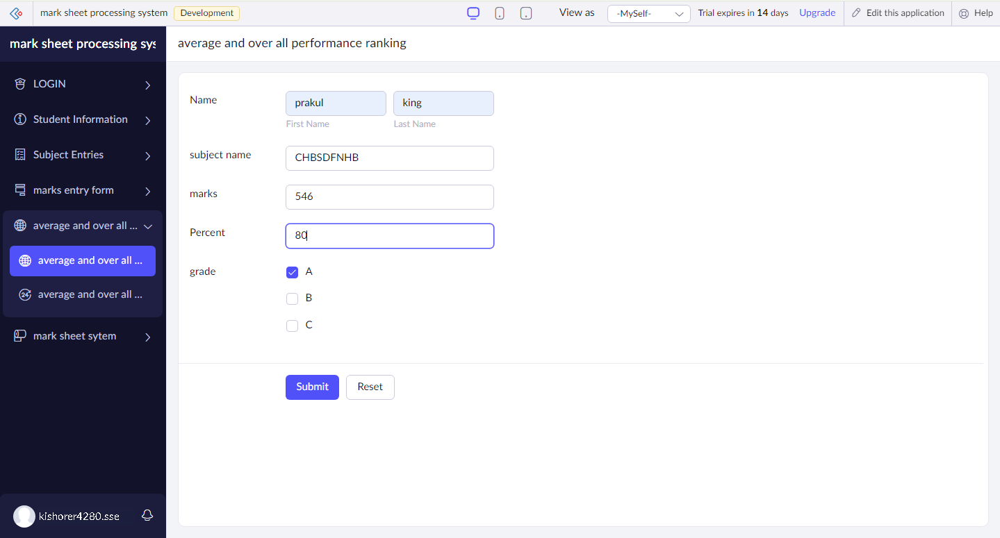 mark sheet processing system Development View as -MySelf- Trial expires in 14 days Upgrade Edit this application Help
mark sheet processing sys
average and over all performance ranking
LOGIN
Student Information
Subject Entries
marks entry form
average and over all ...
average and over all ...
24
average and over all ...
mark sheet sytem
kishorer4280.sse
Name
prakul king
First Name Last Name
subject name CHBSDFNHB
marks 546
Percent 80
grade A
B
C
Submit Reset